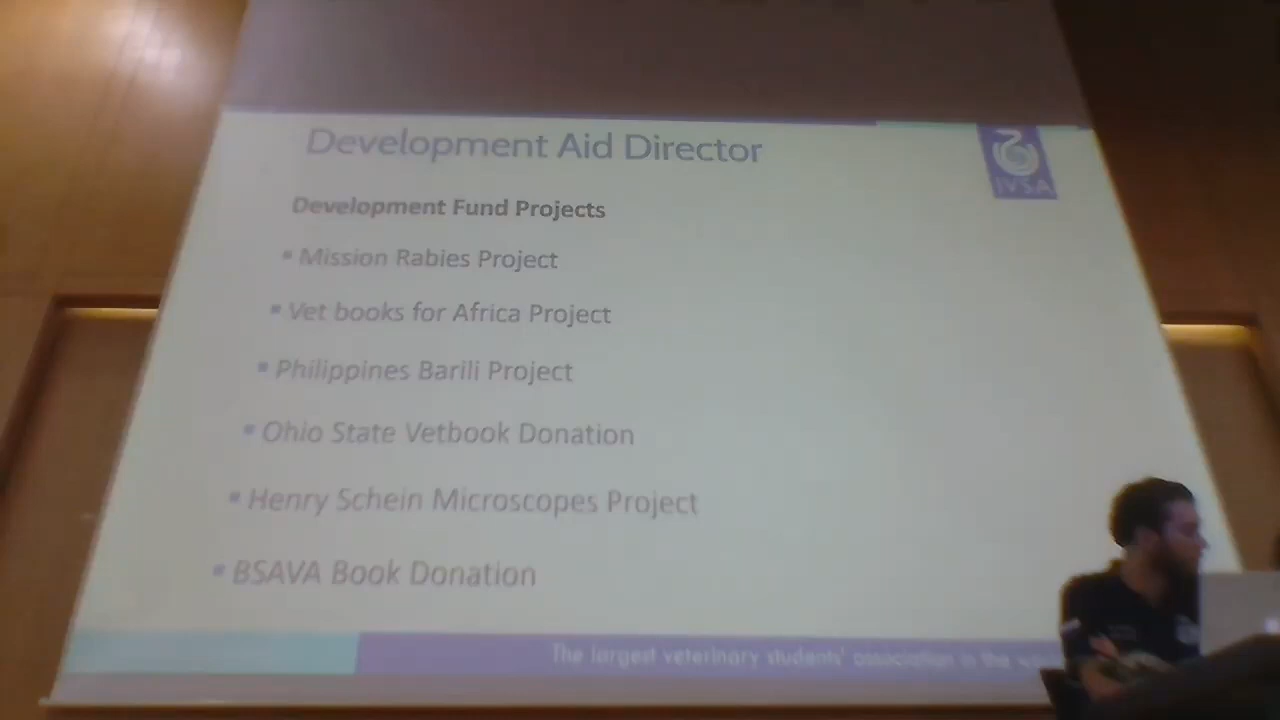 Development Aid Director
IVSA
Development Fund Projects
▪ Mission Rabies Project
▪ Vet books for Africa Project
▪ Philippines Barili Project
▪ Ohio State Vetbook Donation
▪ Henry Schein Microscopes Project
▪ BSAVA Book Donation
The largest veterinary students' association in the